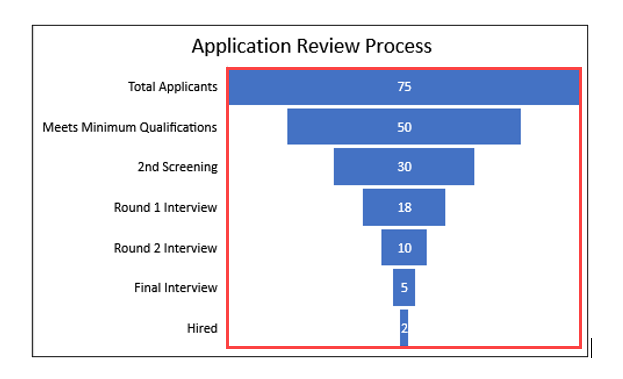 Application Review Process
Total Applicants 75
Meets Minimum Qualifications 50
2nd Screening 30
Round 1 Interview 18
Round 2 Interview 10
Final Interview 5
Hired 2